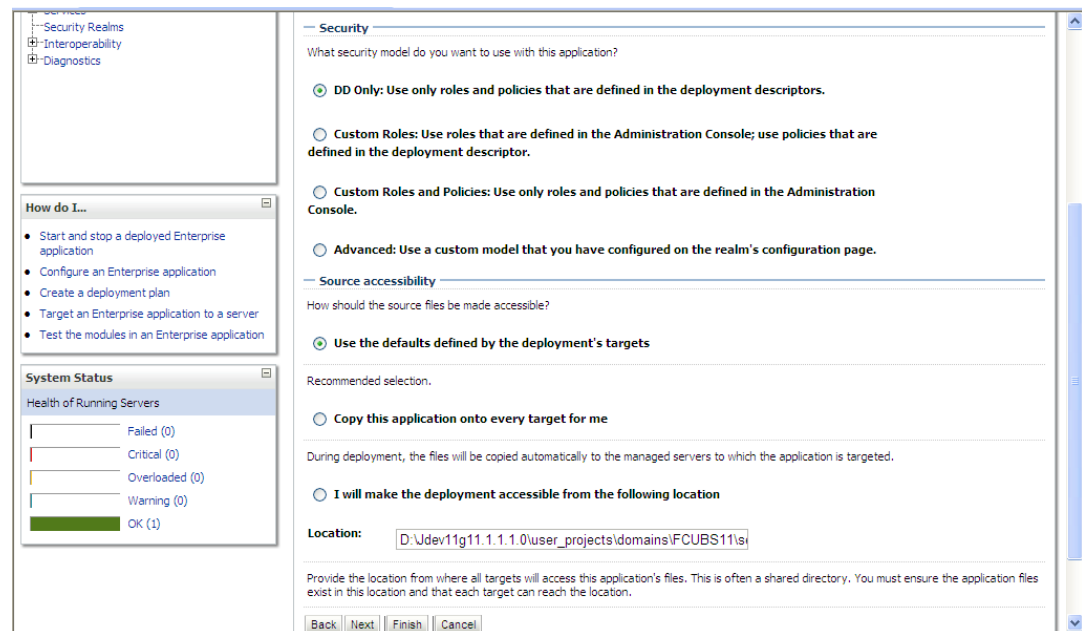 Services
Security Realms
Interoperability
Diagnostics
How do I...
Start and stop a deployed Enterprise
application
Configure an Enterprise application
Create a deployment plan
Target an Enterprise application to a server
Test the modules in an Enterprise application
System Status
Health of Running Servers
Failed (0)
Critical (0)
Overloaded (0)
Warning (0)
OK (1)
Security
What security model do you want to use with this application?
DD Only: Use only roles and policies that are defined in the deployment descriptors.
Custom Roles: Use roles that are defined in the Administration Console; use policies that are
defined in the deployment descriptor.
Custom Roles and Policies: Use only roles and policies that are defined in the Administration
Console.
Advanced: Use a custom model that you have configured on the realm's configuration page.
Source accessibility
How should the source files be made accessible?
Use the defaults defined by the deployment's targets
Recommended selection.
Copy this application onto every target for me
During deployment, the files will be copied automatically to the managed servers to which the application is targeted.
I will make the deployment accessible from the following location
Location: D:\Jdev11g11.1.1.1.0\user_projects\domains\FCUBS11\se
Provide the location from where all targets will access this application's files. This is often a shared directory. You must ensure the application files
exist in this location and that each target can reach the location.
Back Next Finish Cancel